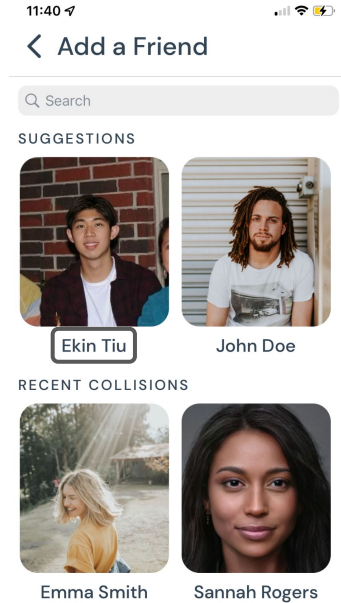 11:40
Add a Friend
Search
SUGGESTIONS
Ekin Tiu
John Doe
RECENT COLLISIONS
Emma Smith
Sannah Rogers